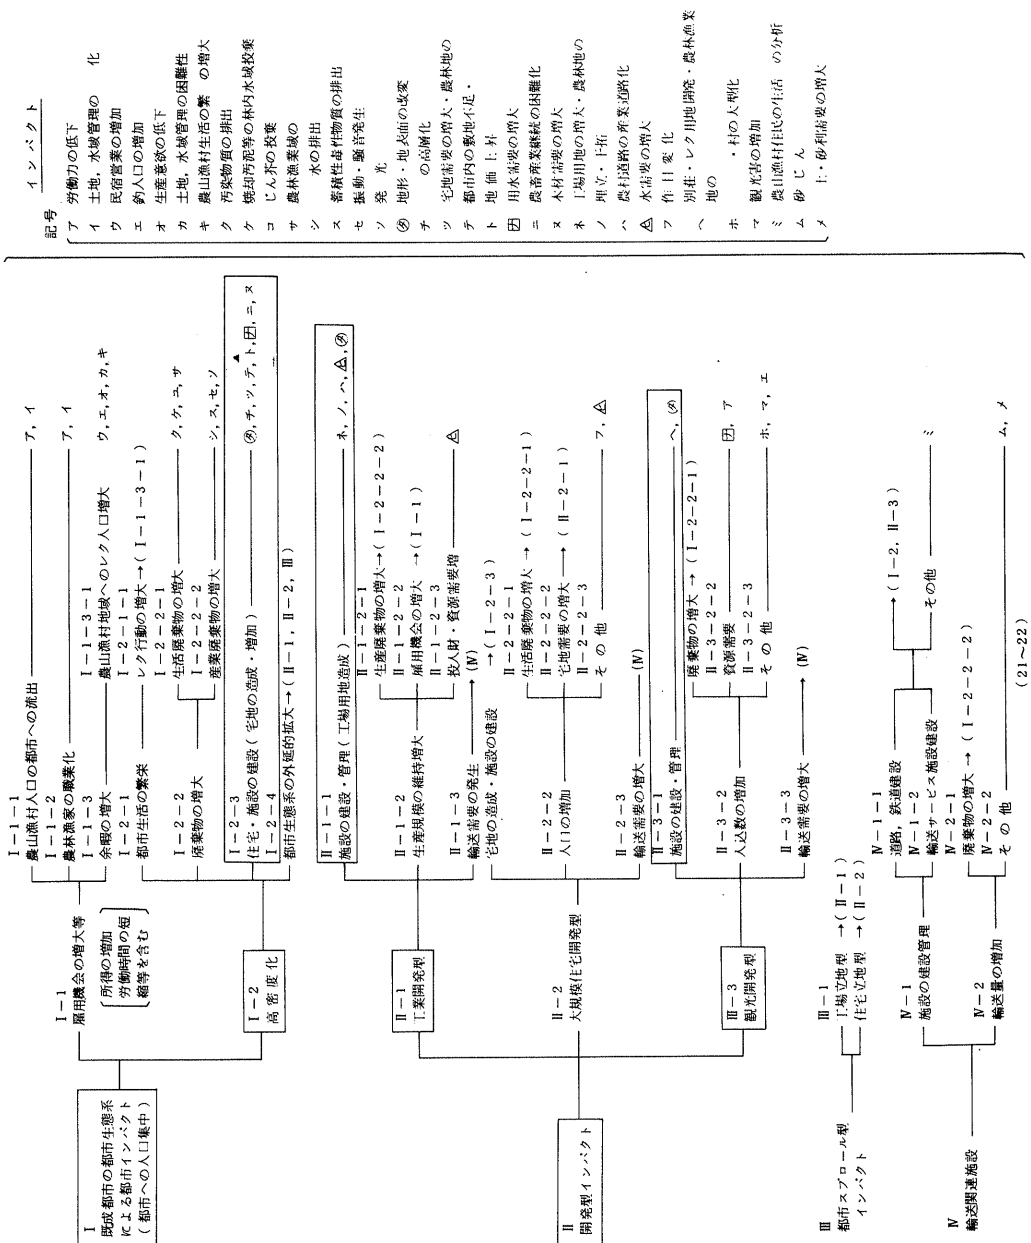 I
既成都市の都市生態系
による都市インパクト
(都市への人口集中)
I-1
雇用機会の増大等
所得の増加
労働時間の短
縮等を含む
I-1-1
農山漁村人口の都市への流出
ア, イ
I-1-2
農林漁家の職業化
ア, イ
I-1-3
余暇の増大
I-1-3-1
農山漁村地域へのレク人口増大
ウ, エ, オ, カ, キ
I-2
高密度化
I-2-1
都市生活の繁栄
I-2-1-1
レク行動の増大→(I-1-3-1)
I-2-2
廃棄物の増大
I-2-2-1
生活廃棄物の増大
ク, ケ, コ, サ
I-2-2-2
産業廃棄物の増大
シ, ス, セ, ソ
I-2-3
住宅・施設の建設(宅地の造成・増加)
タ, チ, ツ, テ, ト, 囝, ニ, ヌ
I-2-4
都市生態系の外延的拡大→(II-1, II-2, III)
II
開発型インパクト
II-1
工業開発型
II-1-1
施設の建設・管理(工場用地造成)
ネ, ノ, ハ, ヒ, タ
II-1-2
生産規模の維持増大
II-1-2-1
生産廃棄物の増大→(I-2-2-2)
II-1-2-2
雇用機会の増大→(I-1)
II-1-2-3
投入財・資源需要増
ヒ
II-1-3
輸送需要の発生→(IV)
II-2
大規模住宅開発型
宅地の造成・施設の建設→(I-2-3)
II-2-2
人口の増加
II-2-2-1
生活廃棄物の増大→(I-2-2-1)
II-2-2-2
宅地需要の増大→(II-2-1)
II-2-2-3
その他
フ, ヒ
II-2-3
輸送需要の増大→(IV)
III-3
観光開発型
II-3-1
施設の建設・管理
ヘ, タ
II-3-2
入込数の増加
廃棄物の増大→(I-2-2-1)
II-3-2-2
資源需要
囝, ア
II-3-2-3
その他
ホ, マ, エ
II-3-3
輸送需要の増大→(IV)
III
都市スプロール型
インパクト
III-1
工場立地型→(II-1)
住宅立地型→(II-2)
IV
輸送関連施設
IV-1
施設の建設管理
IV-1-1
道路, 鉄道建設→(I-2, II-3)
IV-1-2
輸送サービス施設建設
その他
ミ
IV-2
輸送量の増加
IV-2-1
廃棄物の増大→(I-2-2-2)
IV-2-2
その他
ム, メ
記号
インパクト
ア 労働力の低下
イ 土地, 水域管理の 化
ウ 民宿営業の増加
エ 釣人口の増加
オ 生産意欲の低下
カ 土地, 水域管理の困難性
キ 農山漁村生活の繁 の増大
ク 汚染物質の排出
ケ 焼却汚泥等の林内水域投棄
コ じん芥の投棄
サ 農林漁業域の
シ 水の排出
ス 蓄積性毒性物質の排出
セ 振動・騒音発生
ソ 発光
タ 地形・地表面の改変
チ の高層化
ツ 宅地需要の増大・農林地の
テ 都市内の敷地不足・
ト 地価上昇
囝 用水需要の増大
ニ 農畜産業継続の困難化
ヌ 木材需要の増大
ネ 工場用地の増大・農林地の
ノ 埋立・干拓
ハ 農村道路の産業道路化
ヒ 水需要の増大
フ 作目変化
ヘ 別荘・レク用地開発・農林漁業
地の
ホ ・村の大型化
マ 観光害の増加
ミ 農山漁村住民の生活 の分析
ム 砂じん
メ 土・砂利需要の増大
(21~22)